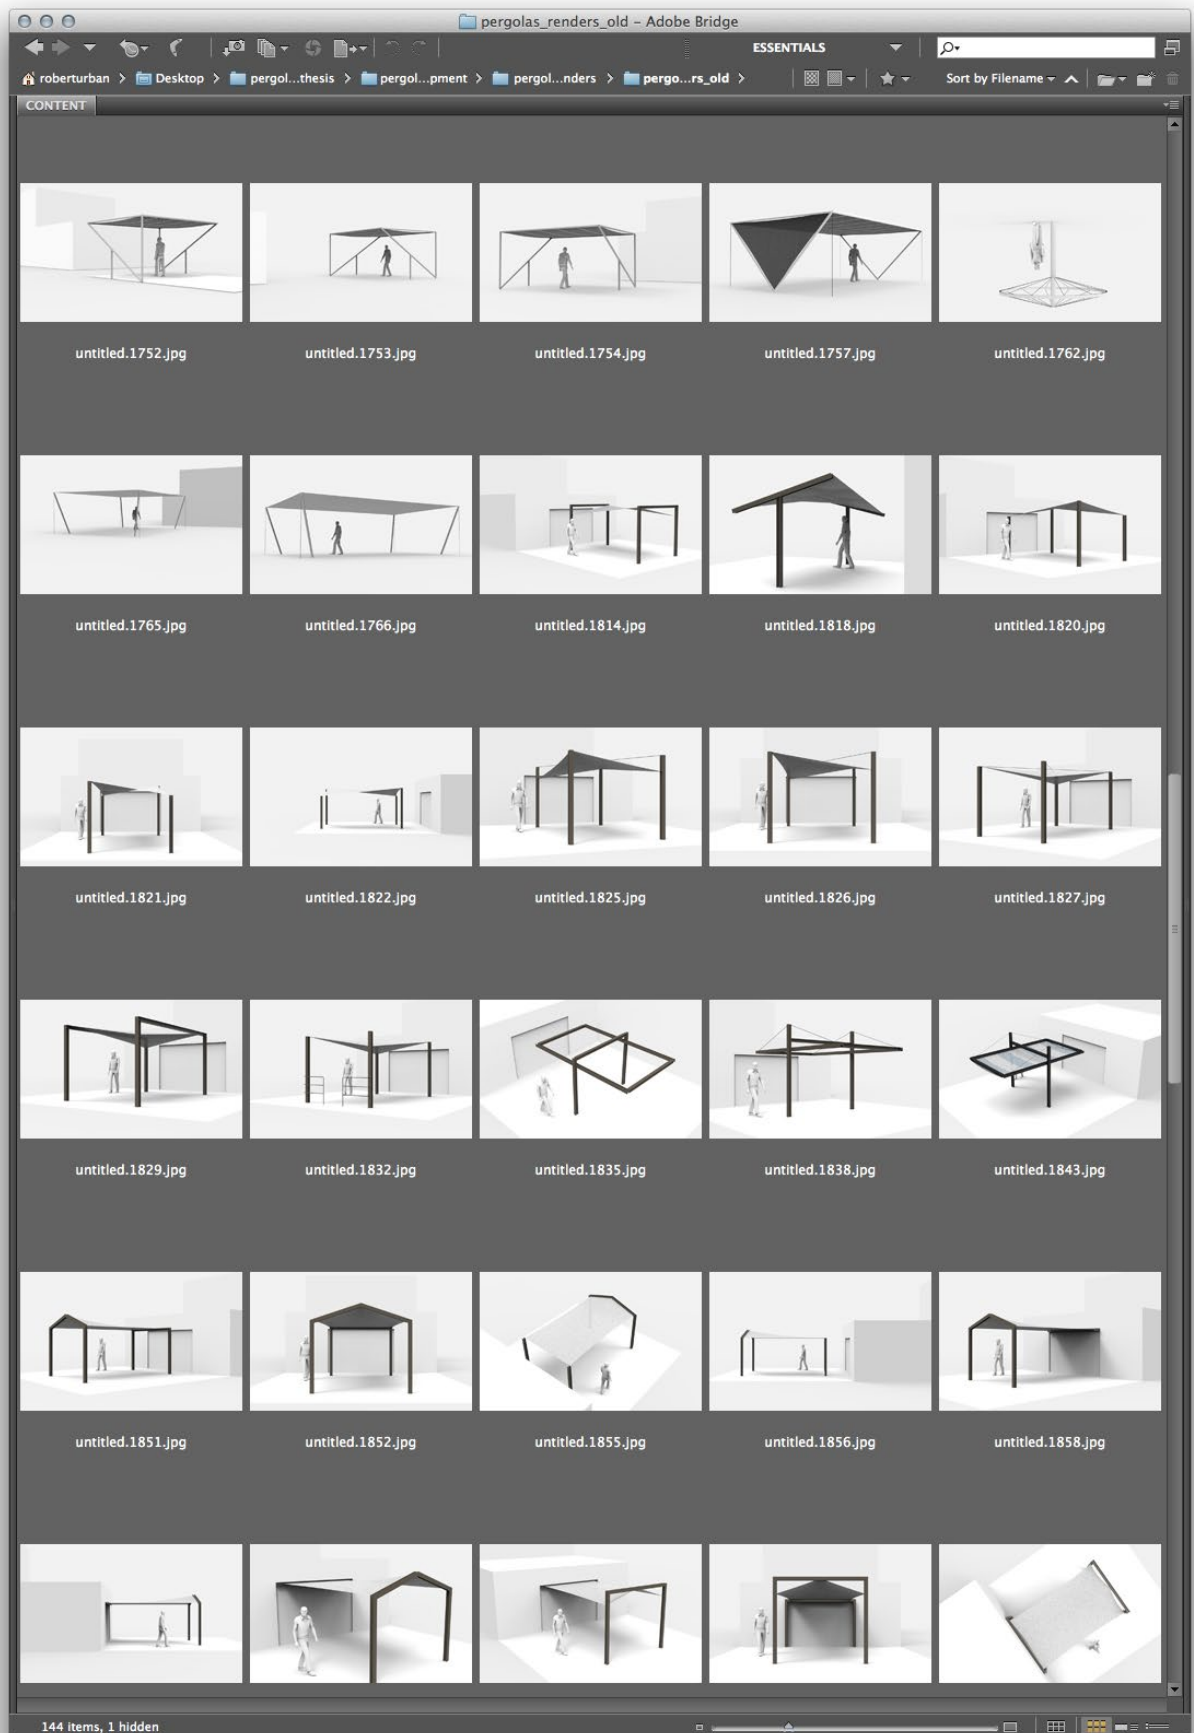 pergolas_renders_old – Adobe Bridge
ESSENTIALS
roberturban > Desktop > pergol...thesis > pergol...pment > pergol...nders > pergo...rs_old > Sort by Filename
CONTENT
untitled.1752.jpg untitled.1753.jpg untitled.1754.jpg untitled.1757.jpg untitled.1762.jpg
untitled.1765.jpg untitled.1766.jpg untitled.1814.jpg untitled.1818.jpg untitled.1820.jpg
untitled.1821.jpg untitled.1822.jpg untitled.1825.jpg untitled.1826.jpg untitled.1827.jpg
untitled.1829.jpg untitled.1832.jpg untitled.1835.jpg untitled.1838.jpg untitled.1843.jpg
untitled.1851.jpg untitled.1852.jpg untitled.1855.jpg untitled.1856.jpg untitled.1858.jpg
144 items, 1 hidden